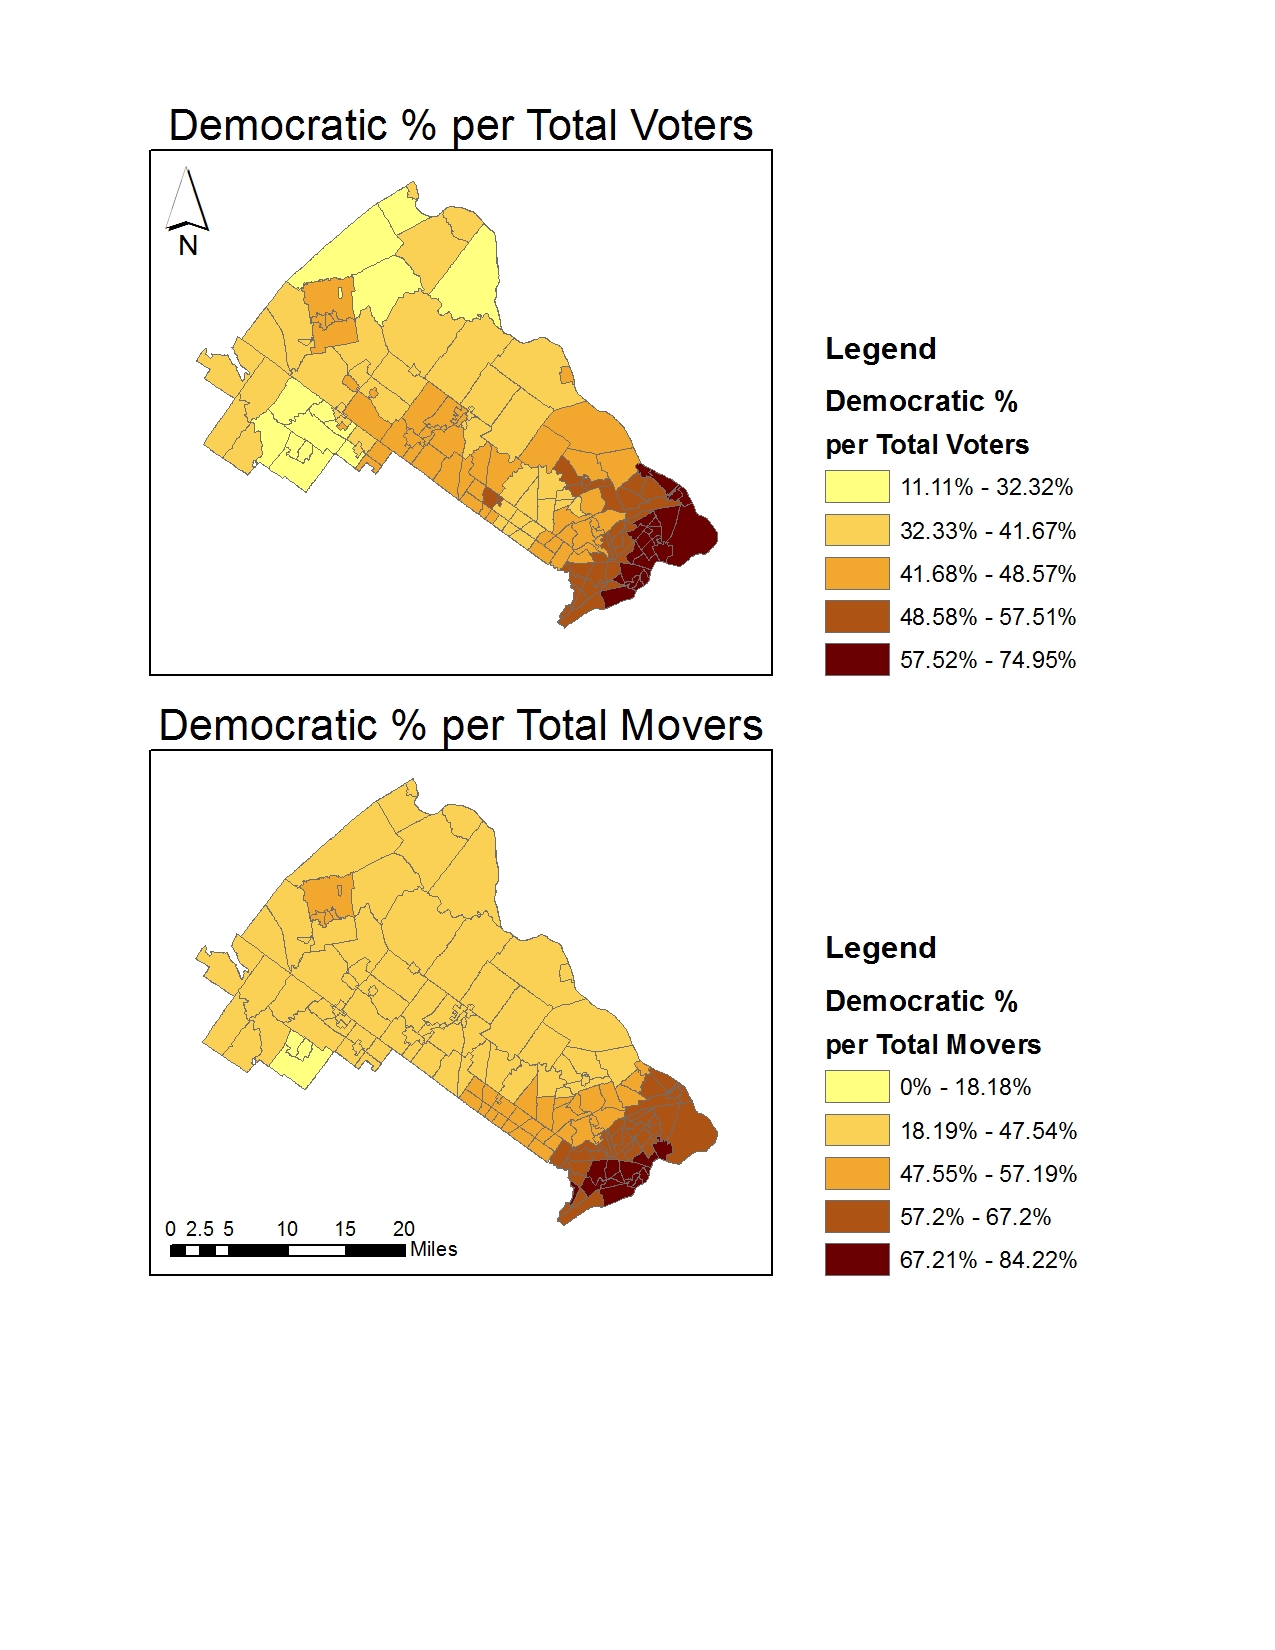 Democratic % per Total Voters
N
Legend
Democratic %
per Total Voters
11.11% - 32.32%
32.33% - 41.67%
41.68% - 48.57%
48.58% - 57.51%
57.52% - 74.95%
Democratic % per Total Movers
Legend
Democratic %
per Total Movers
0% - 18.18%
18.19% - 47.54%
47.55% - 57.19%
57.2% - 67.2%
67.21% - 84.22%
0 2.5 5 10 15 20
Miles